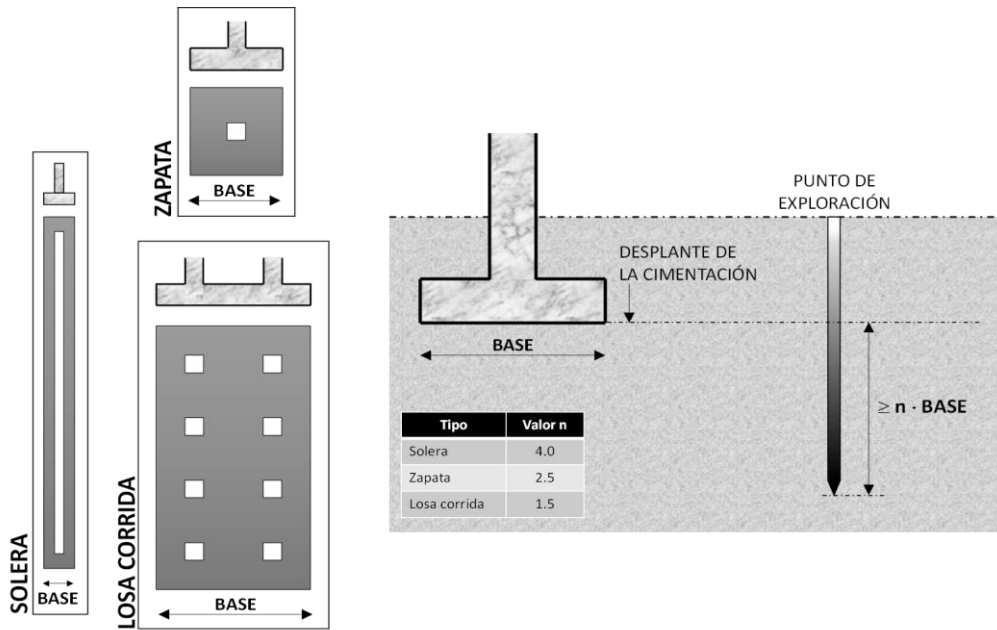 ZAPATA
BASE
SOLERA
BASE
LOSA CORRIDA
BASE
PUNTO DE
EXPLORACIÓN
DESPLANTE DE
LA CIMENTACIÓN
BASE
≥ n · BASE
Tipo Valor n
Solera 4.0
Zapata 2.5
Losa corrida 1.5